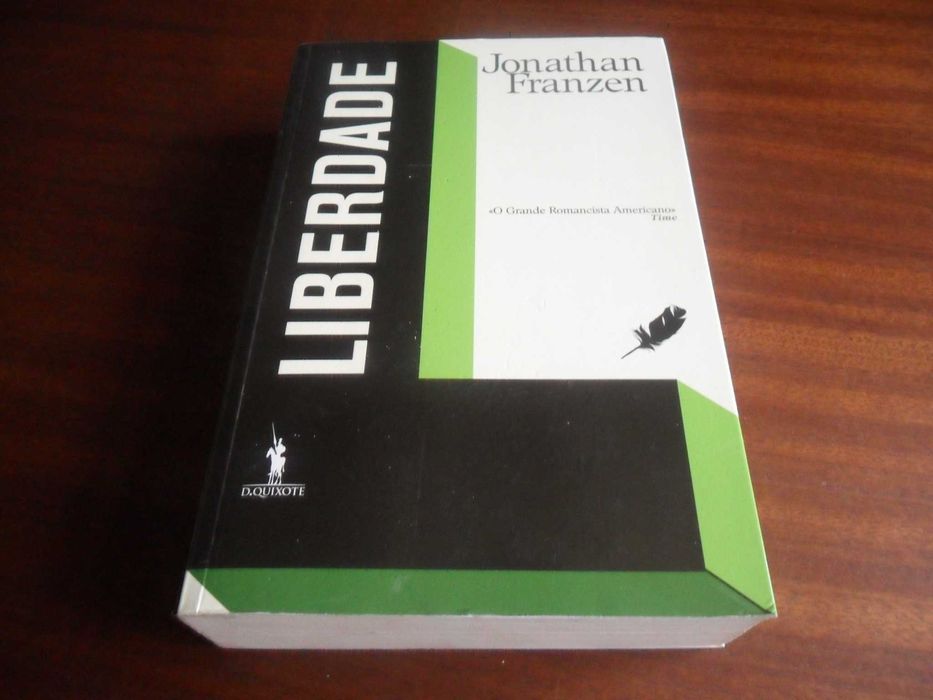 LIBERDADE
Jonathan
Franzen
«O Grande Romancista Americano»
Time
D.QUIXOTE